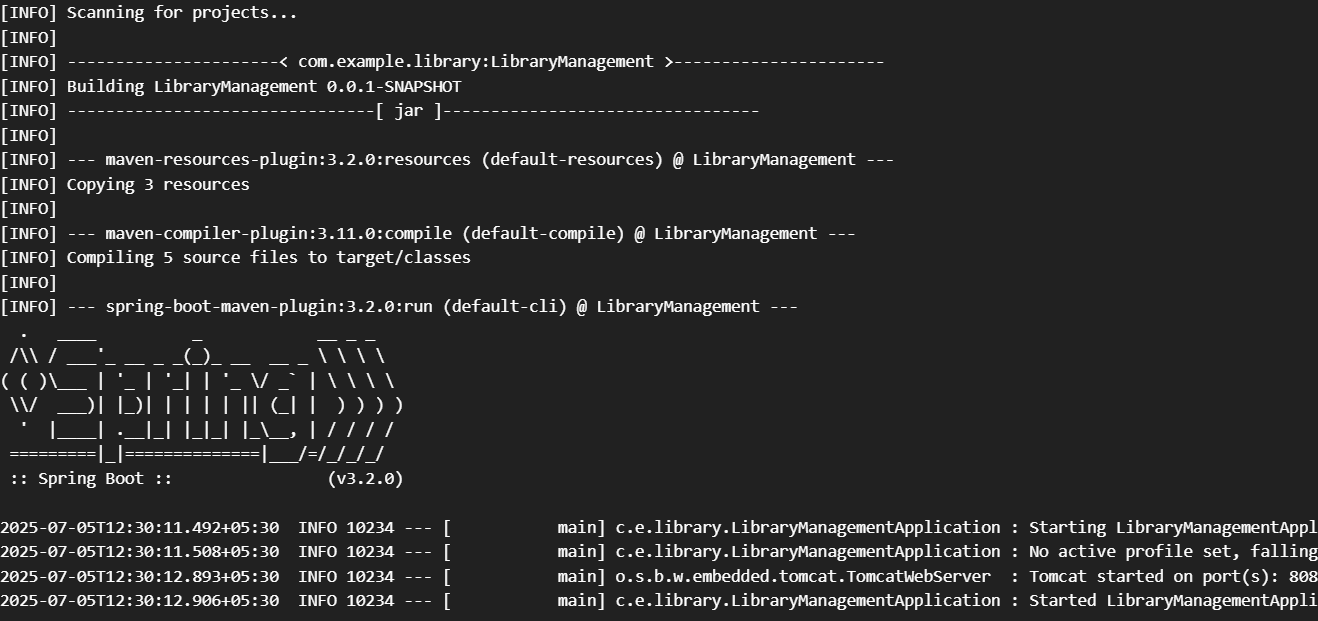 [INFO] Scanning for projects...
[INFO]
[INFO] ----------------------< com.example.library:LibraryManagement >----------------------
[INFO] Building LibraryManagement 0.0.1-SNAPSHOT
[INFO] --------------------------------[ jar ]---------------------------------
[INFO]
[INFO] --- maven-resources-plugin:3.2.0:resources (default-resources) @ LibraryManagement ---
[INFO] Copying 3 resources
[INFO]
[INFO] --- maven-compiler-plugin:3.11.0:compile (default-compile) @ LibraryManagement ---
[INFO] Compiling 5 source files to target/classes
[INFO]
[INFO] --- spring-boot-maven-plugin:3.2.0:run (default-cli) @ LibraryManagement ---
  .   ____          _            __ _ _
 /\\ / ___'_ __ _ _(_)_ __  __ _ \ \ \ \
( ( )\___ | '_ | '_| | '_ \/ _` | \ \ \ \
 \\/  ___)| |_)| | | | | || (_| |  ) ) ) )
  '  |____| .__|_| |_|_| |_\__, | / / / /
 =========|_|==============|___/=/_/_/_/
 :: Spring Boot ::                (v3.2.0)
2025-07-05T12:30:11.492+05:30  INFO 10234 --- [           main] c.e.library.LibraryManagementApplication : Starting LibraryManagementAppl
2025-07-05T12:30:11.508+05:30  INFO 10234 --- [           main] c.e.library.LibraryManagementApplication : No active profile set, falling
2025-07-05T12:30:12.893+05:30  INFO 10234 --- [           main] o.s.b.w.embedded.tomcat.TomcatWebServer  : Tomcat started on port(s): 808
2025-07-05T12:30:12.906+05:30  INFO 10234 --- [           main] c.e.library.LibraryManagementApplication : Started LibraryManagementAppli